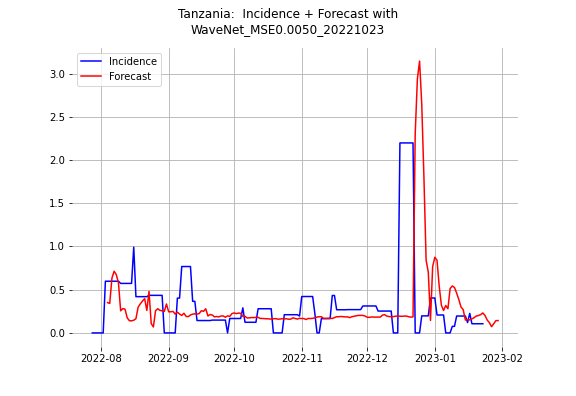 Tanzania:  Incidence + Forecast with
WaveNet_MSE0.0050_20221023
Incidence
Forecast
3.0
2.5
2.0
1.5
1.0
0.5
0.0
2022-08 2022-09 2022-10 2022-11 2022-12 2023-01 2023-02